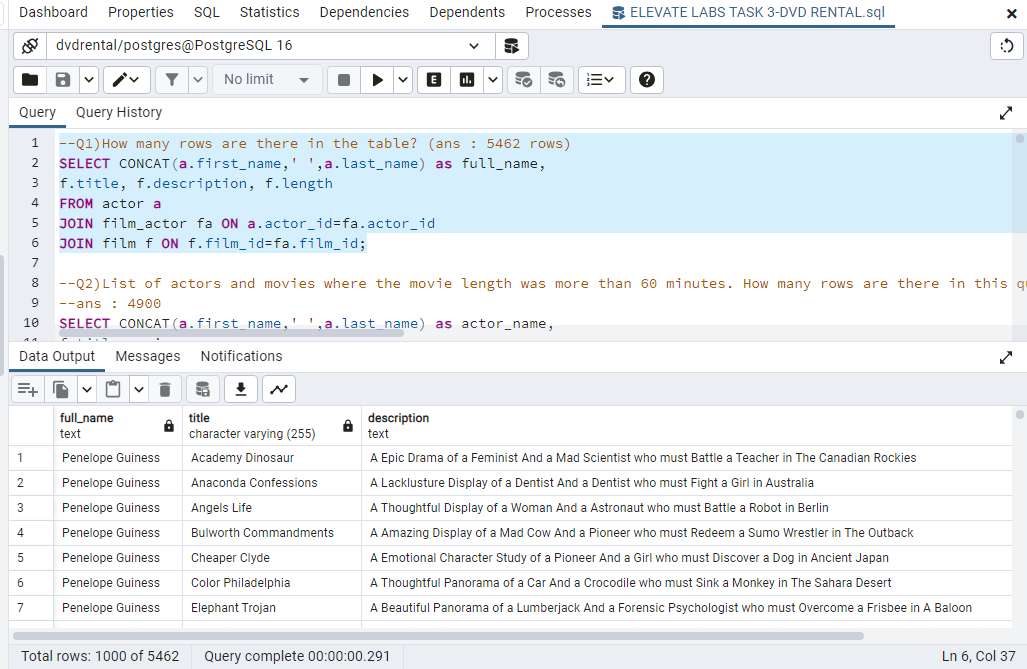 Dashboard Properties SQL Statistics Dependencies Dependents Processes ELEVATE LABS TASK 3-DVD RENTAL.sql
dvdrental/postgres@PostgreSQL 16
No limit E
Query Query History
1 --Q1)How many rows are there in the table? (ans : 5462 rows)
2 SELECT CONCAT(a.first_name,' ',a.last_name) as full_name,
3 f.title, f.description, f.length
4 FROM actor a
5 JOIN film_actor fa ON a.actor_id=fa.actor_id
6 JOIN film f ON f.film_id=fa.film_id;
7
8 --Q2)List of actors and movies where the movie length was more than 60 minutes. How many rows are there in this q
9 --ans : 4900
10 SELECT CONCAT(a.first_name,' ',a.last_name) as actor_name,
Data Output Messages Notifications
full_name title description
text character varying (255) text
1 Penelope Guiness Academy Dinosaur A Epic Drama of a Feminist And a Mad Scientist who must Battle a Teacher in The Canadian Rockies
2 Penelope Guiness Anaconda Confessions A Lacklusture Display of a Dentist And a Dentist who must Fight a Girl in Australia
3 Penelope Guiness Angels Life A Thoughtful Display of a Woman And a Astronaut who must Battle a Robot in Berlin
4 Penelope Guiness Bulworth Commandments A Amazing Display of a Mad Cow And a Pioneer who must Redeem a Sumo Wrestler in The Outback
5 Penelope Guiness Cheaper Clyde A Emotional Character Study of a Pioneer And a Girl who must Discover a Dog in Ancient Japan
6 Penelope Guiness Color Philadelphia A Thoughtful Panorama of a Car And a Crocodile who must Sink a Monkey in The Sahara Desert
7 Penelope Guiness Elephant Trojan A Beautiful Panorama of a Lumberjack And a Forensic Psychologist who must Overcome a Frisbee in A Baloon
Total rows: 1000 of 5462 Query complete 00:00:00.291 Ln 6, Col 37